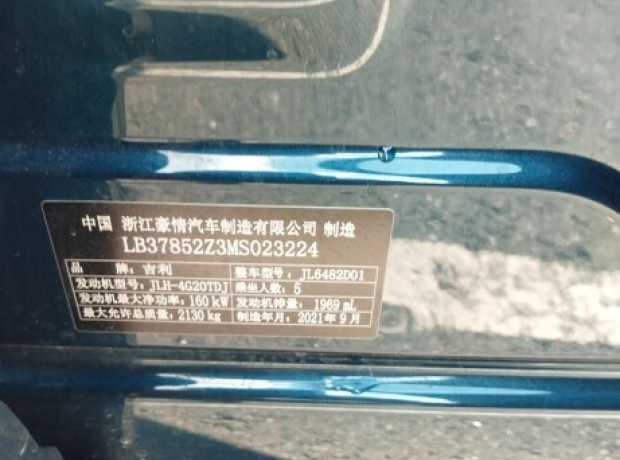 中国 浙江豪情汽车制造有限公司 制造
LB37852Z3MS023224
品牌：吉利 整车型号：JL6482D01
发动机型号：JLH-4G20TDJ 乘坐人数：5
发动机最大净功率：160 kW 发动机排量：1969 mL
最大允许总质量：2130 kg 制造年月：2021年9月